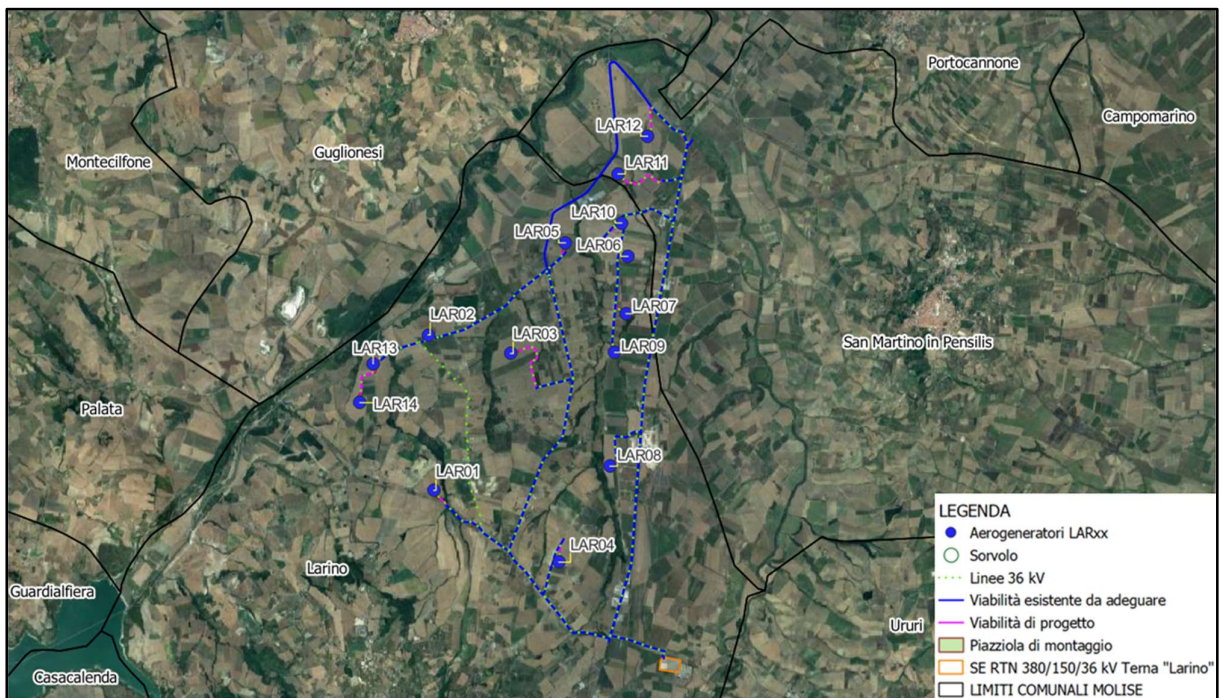 Portocannone
Campomarino
LAR12
Guglionesi
Montecilfone
LAR11
LAR10
LAR05
LAR06
LAR02
LAR07
LAR03
San Martino in Pensilis
LAR09
LAR13
LAR14
Palata
LAR08
LAR01
LAR04
Larino
Guardialfiera
Ururi
Casacalenda
LEGENDA
Aerogeneratori LARxx
Sorvolo
Linee 36 kV
Viabilità esistente da adeguare
Viabilità di progetto
Piazziola di montaggio
SE RTN 380/150/36 kV Terna "Larino"
LIMITI COMUNALI MOLISE